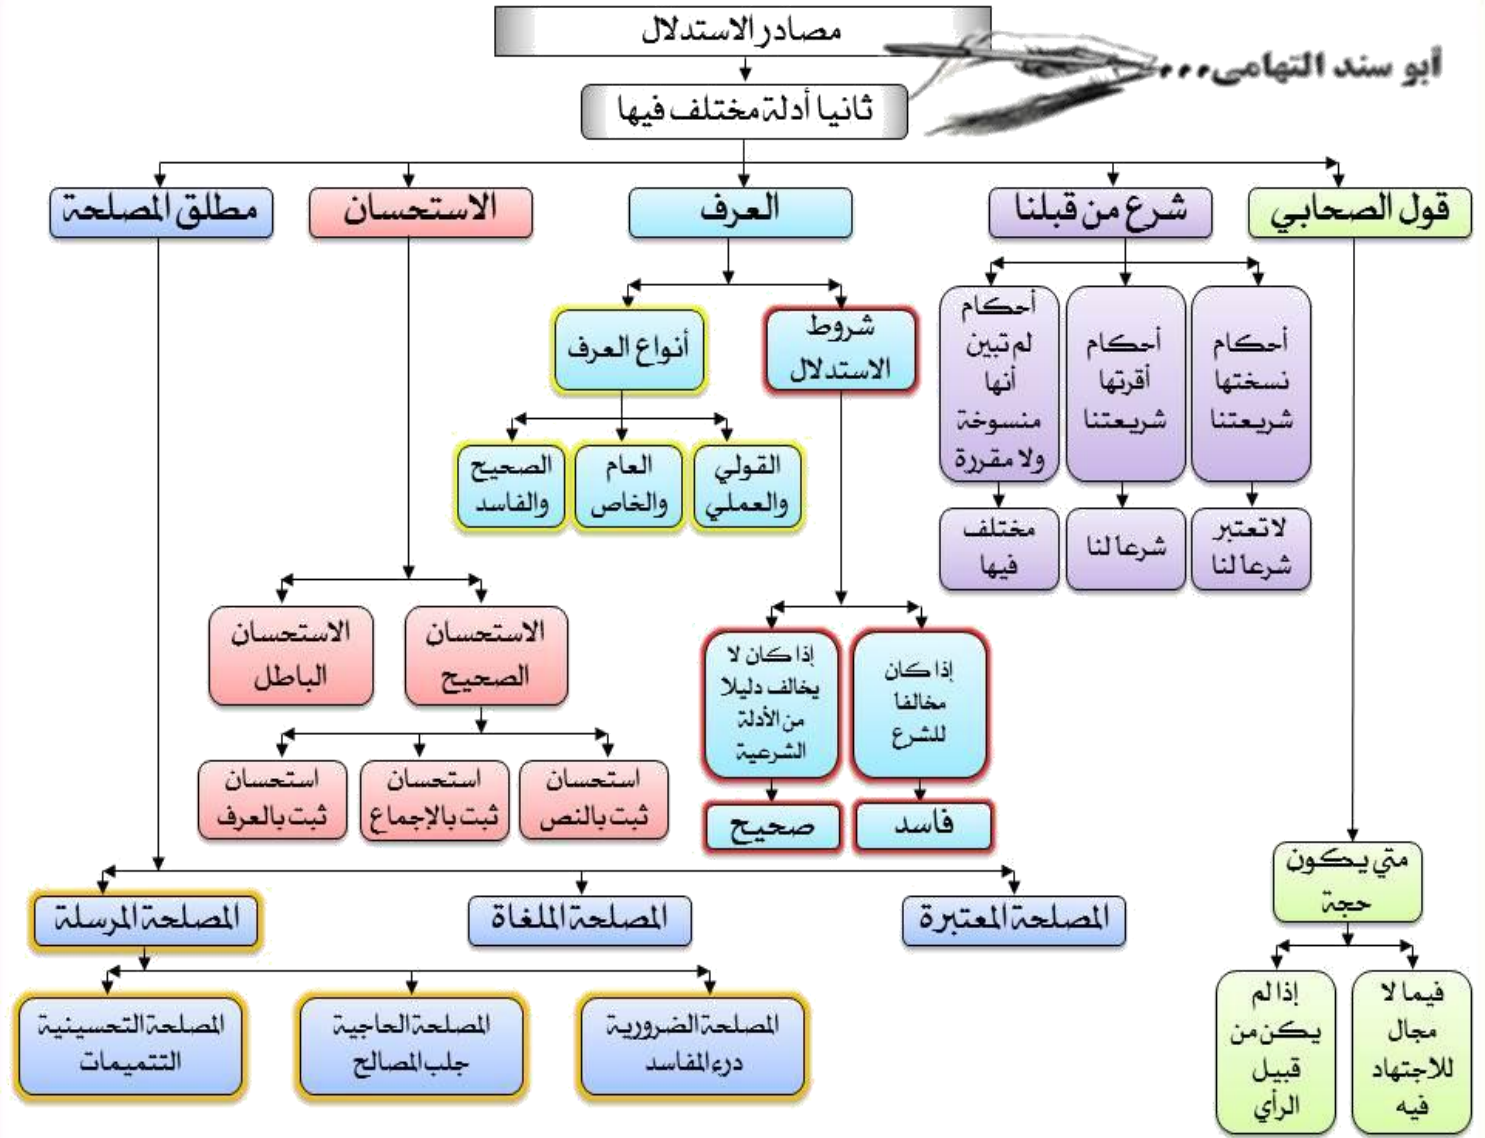 مصادر الاستدلال
أبو سند التهامي...
ثانيا أدلة مختلف فيها
قول الصحابي
شرع من قبلنا
العرف
الاستحسان
مطلق المصلحة
أحكام
نسختها
شريعتنا
أحكام
أقرتها
شريعتنا
أحكام
لم تبين
أنها
منسوخة
ولا مقررة
لا تعتبر
شرعا لنا
شرعا لنا
مختلف
فيها
شروط
الاستدلال
أنواع العرف
القولي
والعملي
العام
والخاص
الصحيح
والفاسد
إذا كان
مخالفا
للشرع
إذا كان لا
يخالف دليلا
من الأدلة
الشرعية
فاسد
صحيح
الاستحسان
الصحيح
الاستحسان
الباطل
استحسان
ثبت بالنص
استحسان
ثبت بالإجماع
استحسان
ثبت بالعرف
متي يكون
حجة
فيما لا
مجال
للاجتهاد
فيه
إذا لم
يكن من
قبيل
الرأي
المصلحة المعتبرة
المصلحة الملغاة
المصلحة المرسلة
المصلحة الضرورية
درء المفاسد
المصلحة الحاجية
جلب المصالح
المصلحة التحسينية
التتميمات